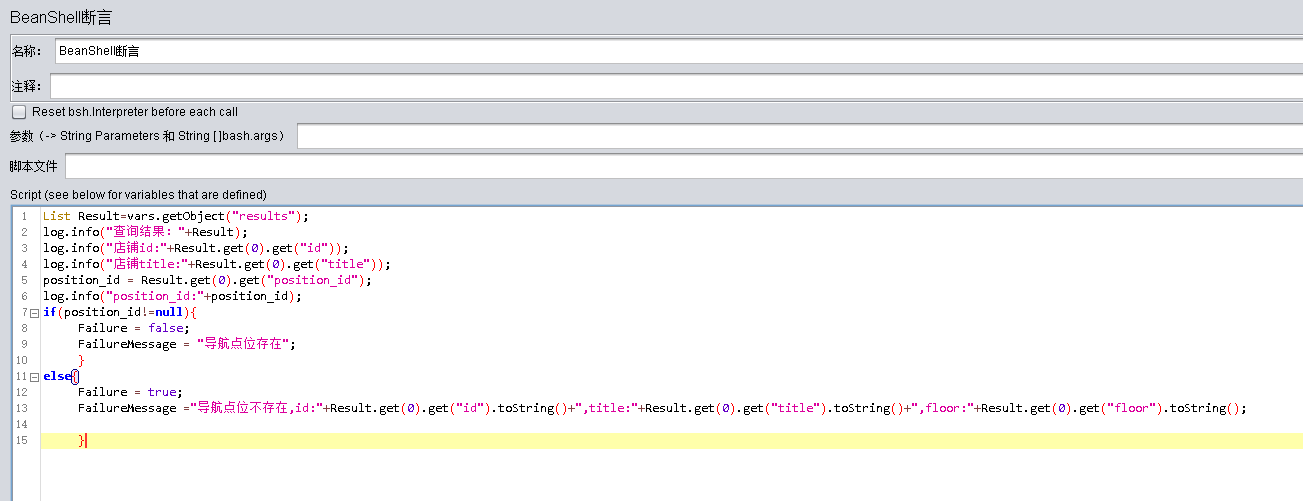 BeanShell断言
名称： BeanShell断言
注释：
Reset bsh.Interpreter before each call
参数（-> String Parameters 和 String []bash.args）
脚本文件
Script (see below for variables that are defined)
1 List Result=vars.getObject("results");
2 log.info("查询结果："+Result);
3 log.info("店铺id:"+Result.get(0).get("id"));
4 log.info("店铺title:"+Result.get(0).get("title"));
5 position_id = Result.get(0).get("position_id");
6 log.info("position_id:"+position_id);
7 if(position_id!=null){
8 Failure = false;
9 FailureMessage = "导航点位存在";
10 }
11 else{
12 Failure = true;
13 FailureMessage ="导航点位不存在,id:"+Result.get(0).get("id").toString()+",title:"+Result.get(0).get("title").toString()+",floor:"+Result.get(0).get("floor").toString();
14
15 }